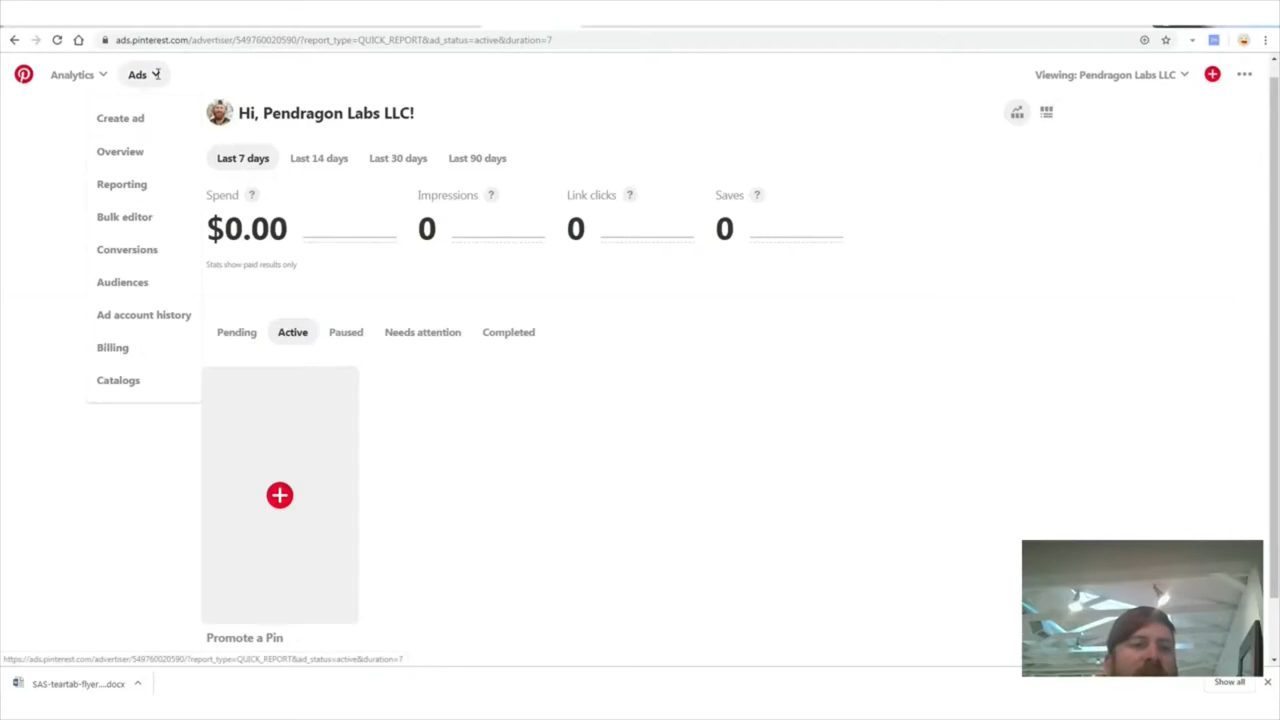 ads.pinterest.com/advertiser/549760020590/?report_type=QUICK_REPORT&ad_status=active&duration=7
Analytics
Ads
Viewing: Pendragon Labs LLC
Create ad
Overview
Reporting
Bulk editor
Conversions
Audiences
Ad account history
Billing
Catalogs
Hi, Pendragon Labs LLC!
Last 7 days Last 14 days Last 30 days Last 90 days
Spend ? Impressions ? Link clicks ? Saves ?
$0.00 0 0 0
Stats show paid results only
Pending Active Paused Needs attention Completed
Promote a Pin
https://ads.pinterest.com/advertiser/549760020590/?report_type=QUICK_REPORT&ad_status=active&duration=7
SAS-teartab-flyer....docx
Show all